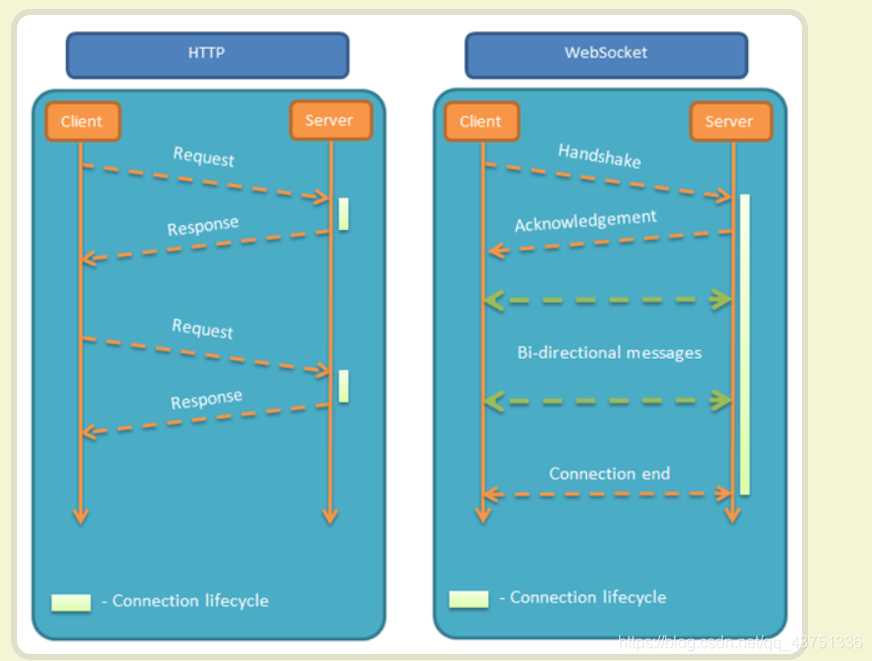 HTTP
Client
Server
Request
Response
Request
Response
- Connection lifecycle
WebSocket
Client
Server
Handshake
Acknowledgement
Bi-directional messages
Connection end
- Connection lifecycle
https://blog.csdn.net/qq_43751336